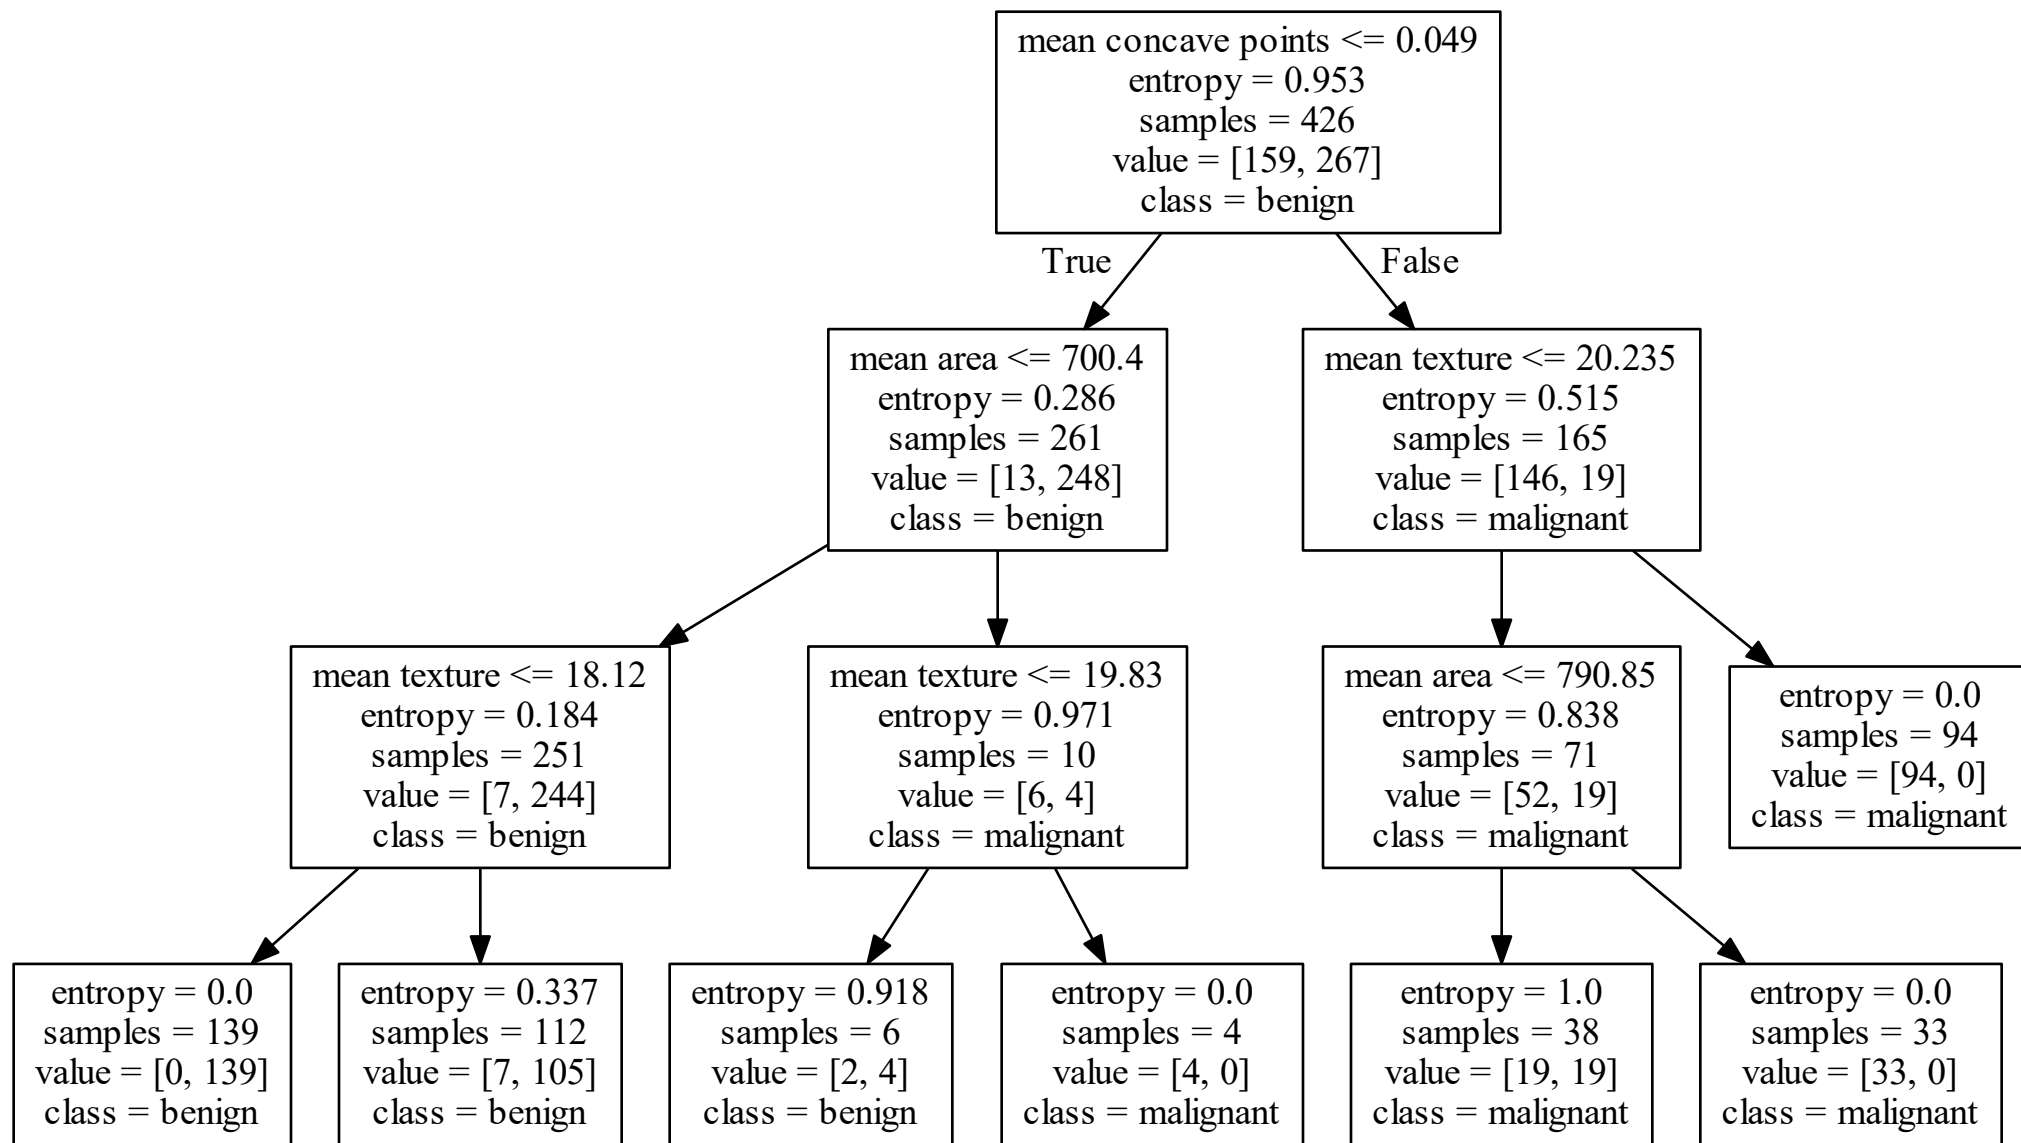 mean concave points <= 0.049
entropy = 0.953
samples = 426
value = [159, 267]
class = benign
True
False
mean area <= 700.4
entropy = 0.286
samples = 261
value = [13, 248]
class = benign
mean texture <= 20.235
entropy = 0.515
samples = 165
value = [146, 19]
class = malignant
mean texture <= 18.12
entropy = 0.184
samples = 251
value = [7, 244]
class = benign
mean texture <= 19.83
entropy = 0.971
samples = 10
value = [6, 4]
class = malignant
mean area <= 790.85
entropy = 0.838
samples = 71
value = [52, 19]
class = malignant
entropy = 0.0
samples = 94
value = [94, 0]
class = malignant
entropy = 0.0
samples = 139
value = [0, 139]
class = benign
entropy = 0.337
samples = 112
value = [7, 105]
class = benign
entropy = 0.918
samples = 6
value = [2, 4]
class = benign
entropy = 0.0
samples = 4
value = [4, 0]
class = malignant
entropy = 1.0
samples = 38
value = [19, 19]
class = malignant
entropy = 0.0
samples = 33
value = [33, 0]
class = malignant